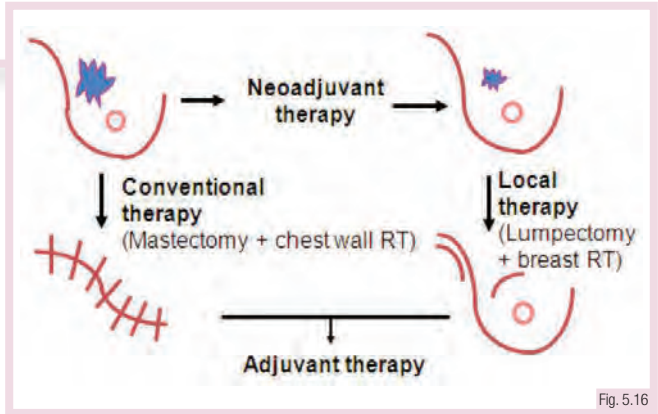 Neoadjuvant
therapy
Conventional
therapy
(Mastectomy + chest wall RT)
Local
therapy
(Lumpectomy
+ breast RT)
Adjuvant therapy
Fig. 5.16